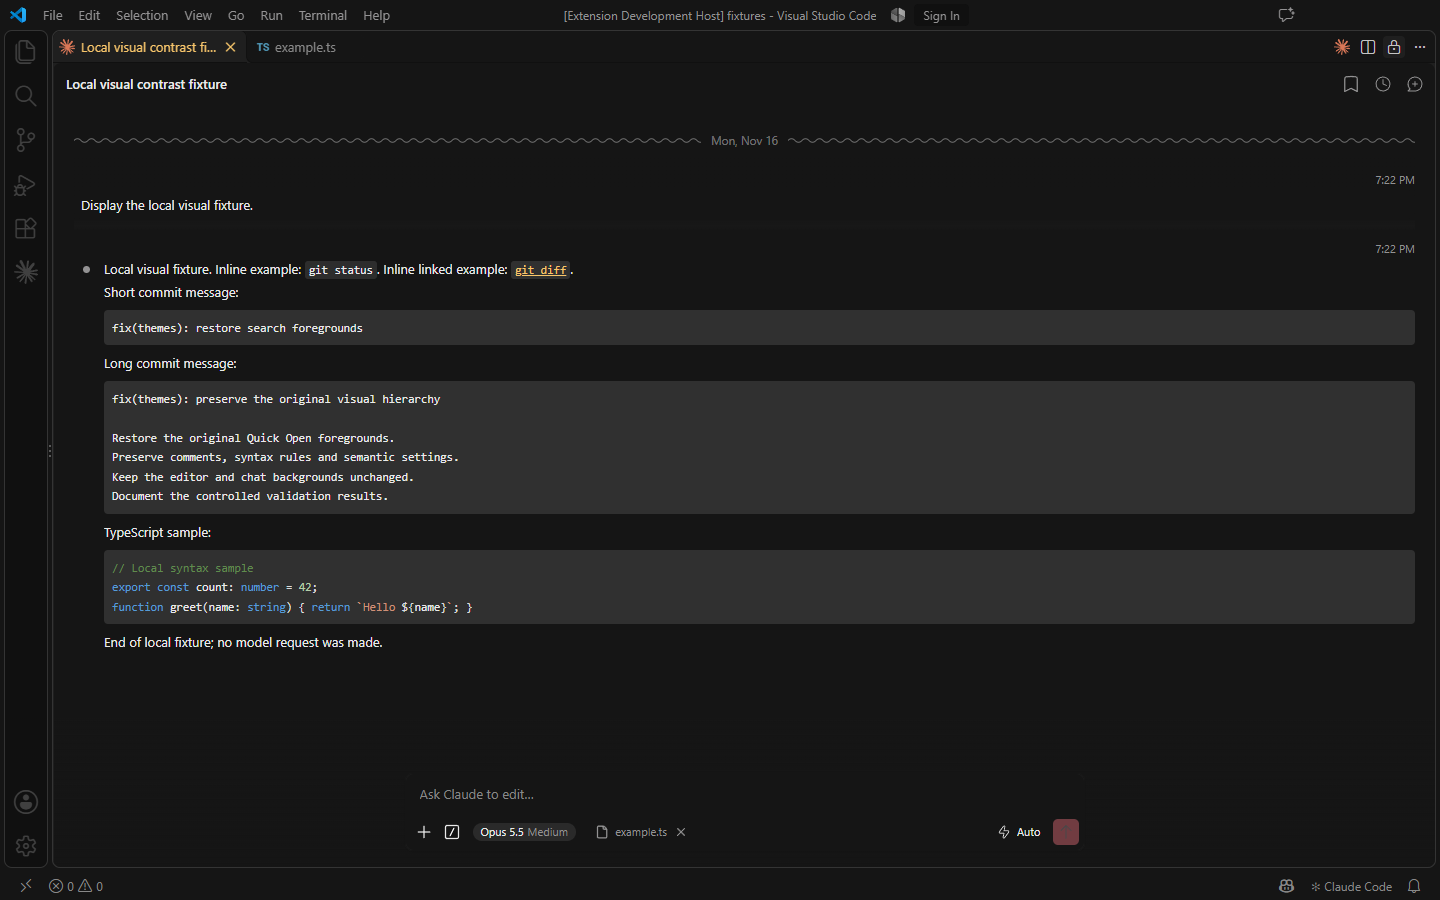 File Edit Selection View Go Run Terminal Help
[Extension Development Host] fixtures - Visual Studio Code
Sign In
Local visual contrast fi...
TS example.ts
Local visual contrast fixture
Mon, Nov 16
7:22 PM
Display the local visual fixture.
7:22 PM
Local visual fixture. Inline example: git status. Inline linked example: git diff.
Short commit message:
fix(themes): restore search foregrounds
Long commit message:
fix(themes): preserve the original visual hierarchy
Restore the original Quick Open foregrounds.
Preserve comments, syntax rules and semantic settings.
Keep the editor and chat backgrounds unchanged.
Document the controlled validation results.
TypeScript sample:
// Local syntax sample
export const count: number = 42;
function greet(name: string) { return `Hello ${name}`; }
End of local fixture; no model request was made.
Ask Claude to edit...
Opus 5.5 Medium
example.ts
Auto
0 0
Claude Code